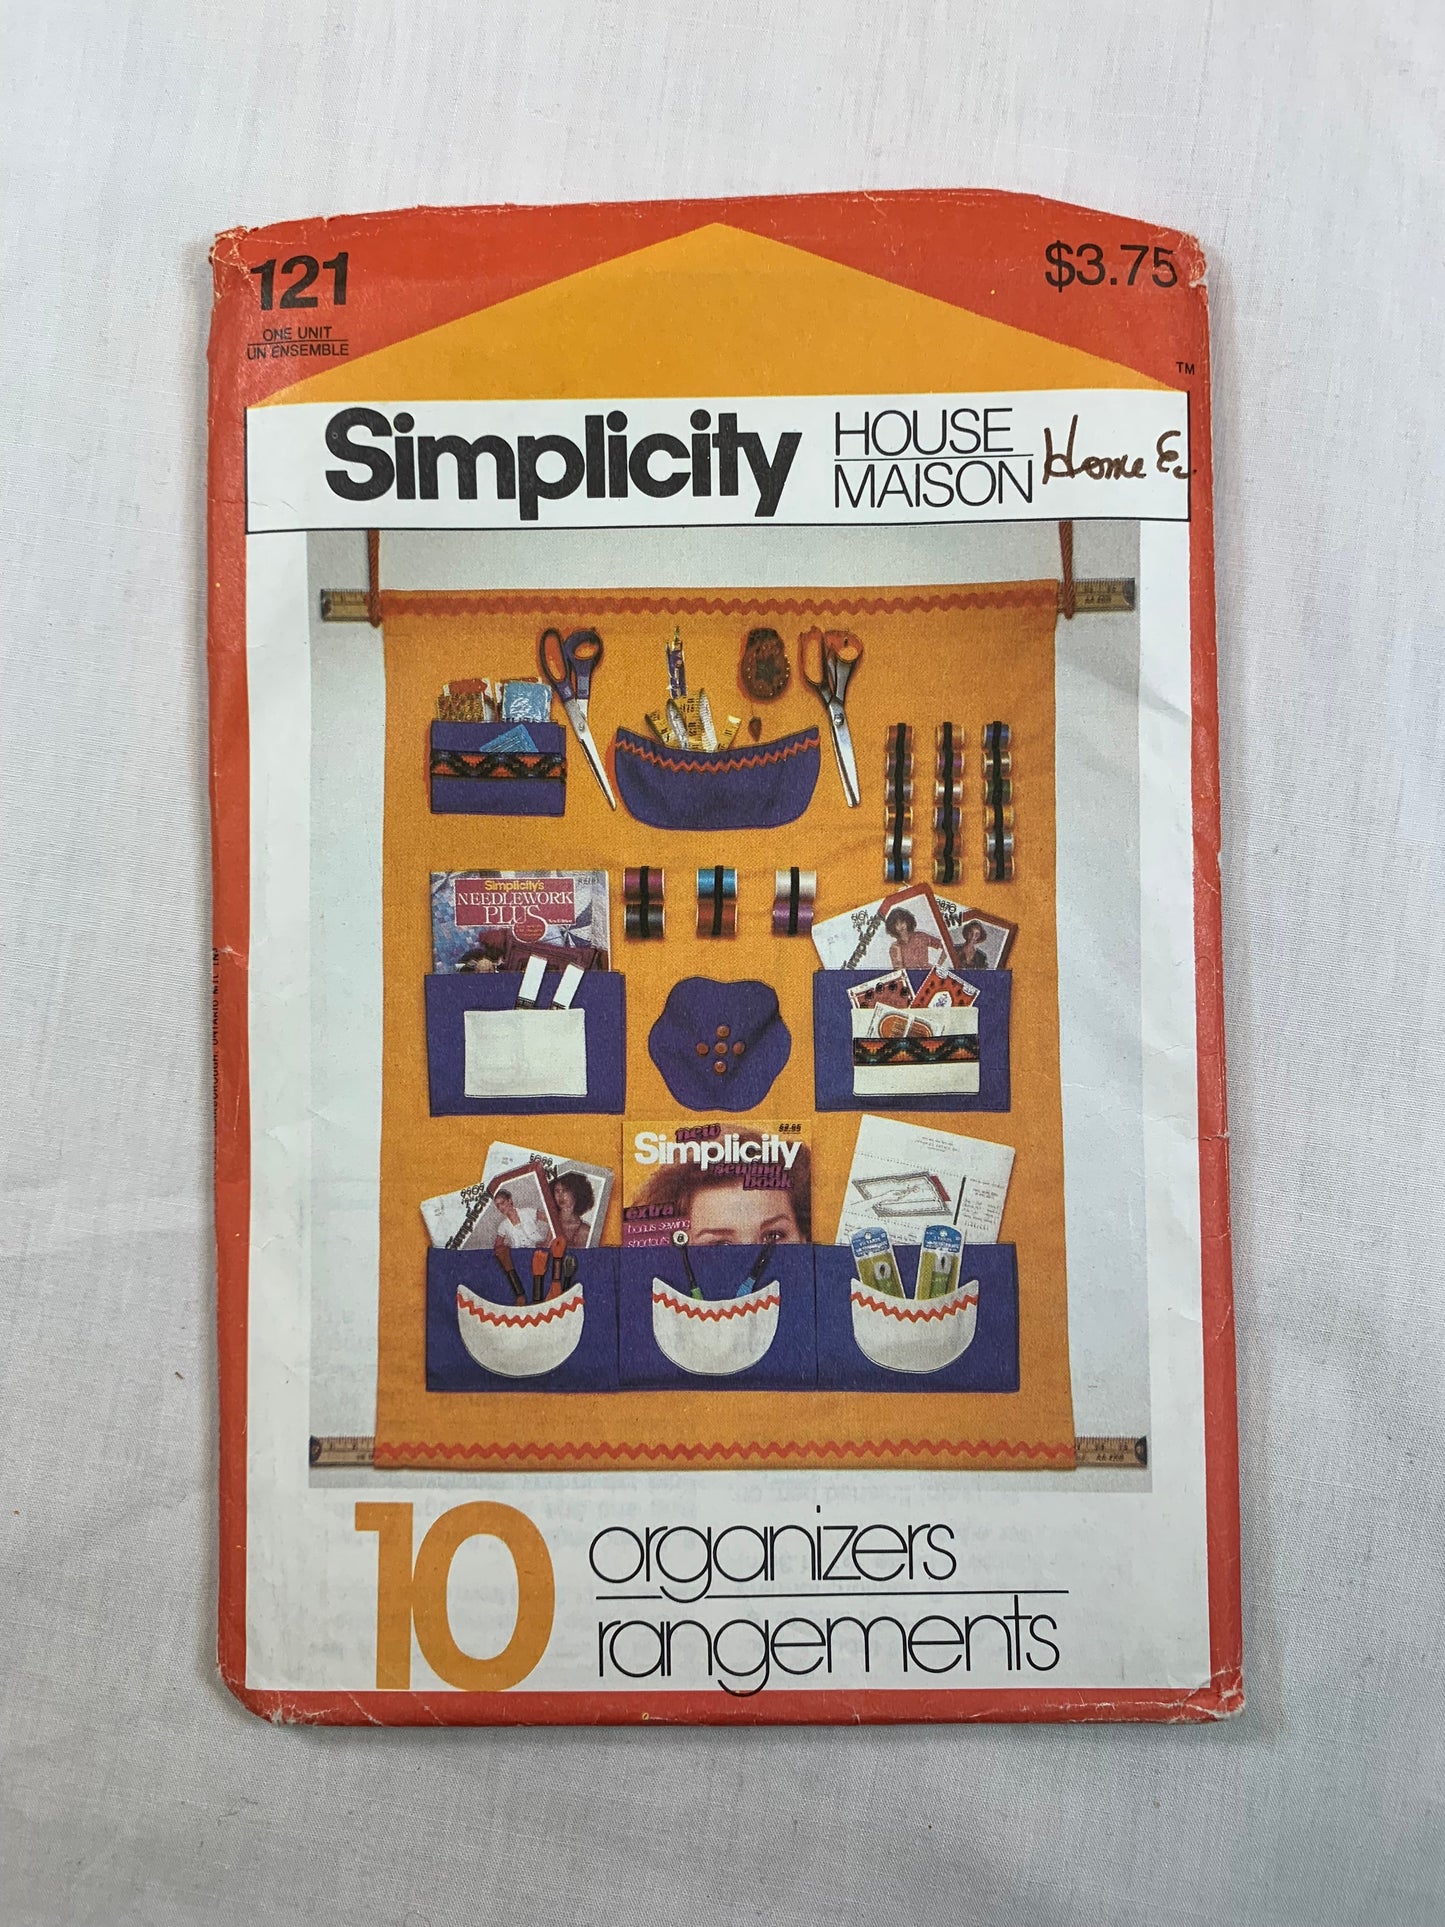 121
$3.75
ONE UNIT
UN ENSEMBLE
TM
Simplicity
HOUSE
MAISON
Home Ec
Simplicity's
NEEDLEWORK
PLUS
Simplicity
new
Simplicity
sewing
book
extra
bonus sewing
shortcuts
Simplicity
10
organizers
rangements